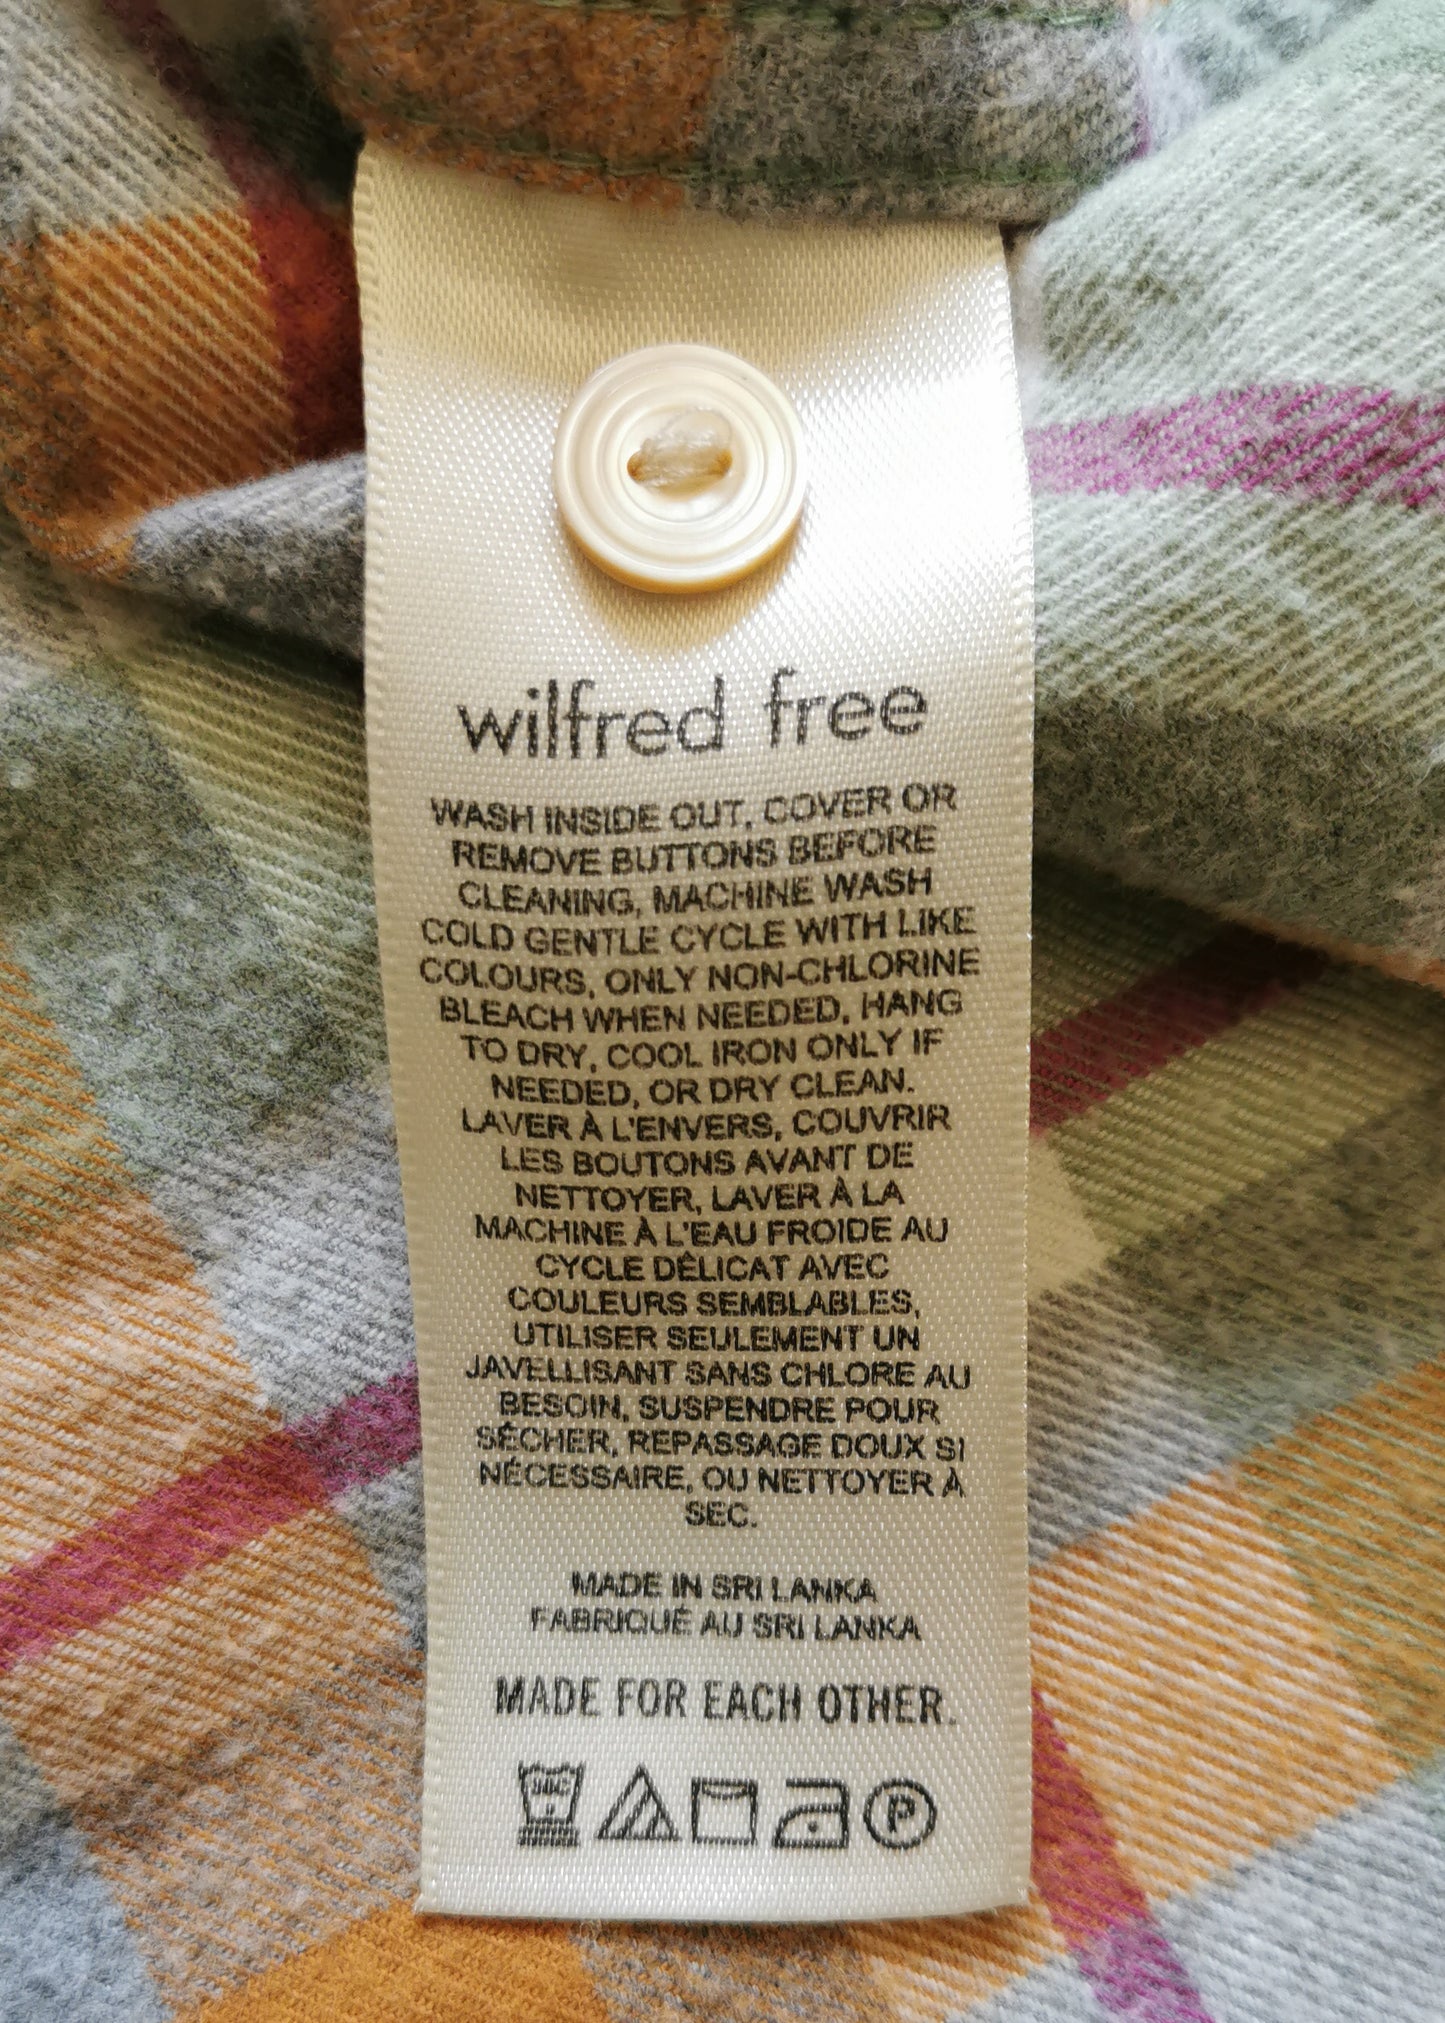 wilfred free
WASH INSIDE OUT, COVER OR
REMOVE BUTTONS BEFORE
CLEANING, MACHINE WASH
COLD GENTLE CYCLE WITH LIKE
COLOURS, ONLY NON-CHLORINE
BLEACH WHEN NEEDED, HANG
TO DRY, COOL IRON ONLY IF
NEEDED, OR DRY CLEAN.
LAVER À L'ENVERS, COUVRIR
LES BOUTONS AVANT DE
NETTOYER, LAVER À LA
MACHINE À L'EAU FROIDE AU
CYCLE DÉLICAT AVEC
COULEURS SEMBLABLES,
UTILISER SEULEMENT UN
JAVELLISANT SANS CHLORE AU
BESOIN, SUSPENDRE POUR
SÉCHER, REPASSAGE DOUX SI
NÉCESSAIRE, OU NETTOYER À
SEC.
MADE IN SRI LANKA
FABRIQUÉ AU SRI LANKA
MADE FOR EACH OTHER.
30C P